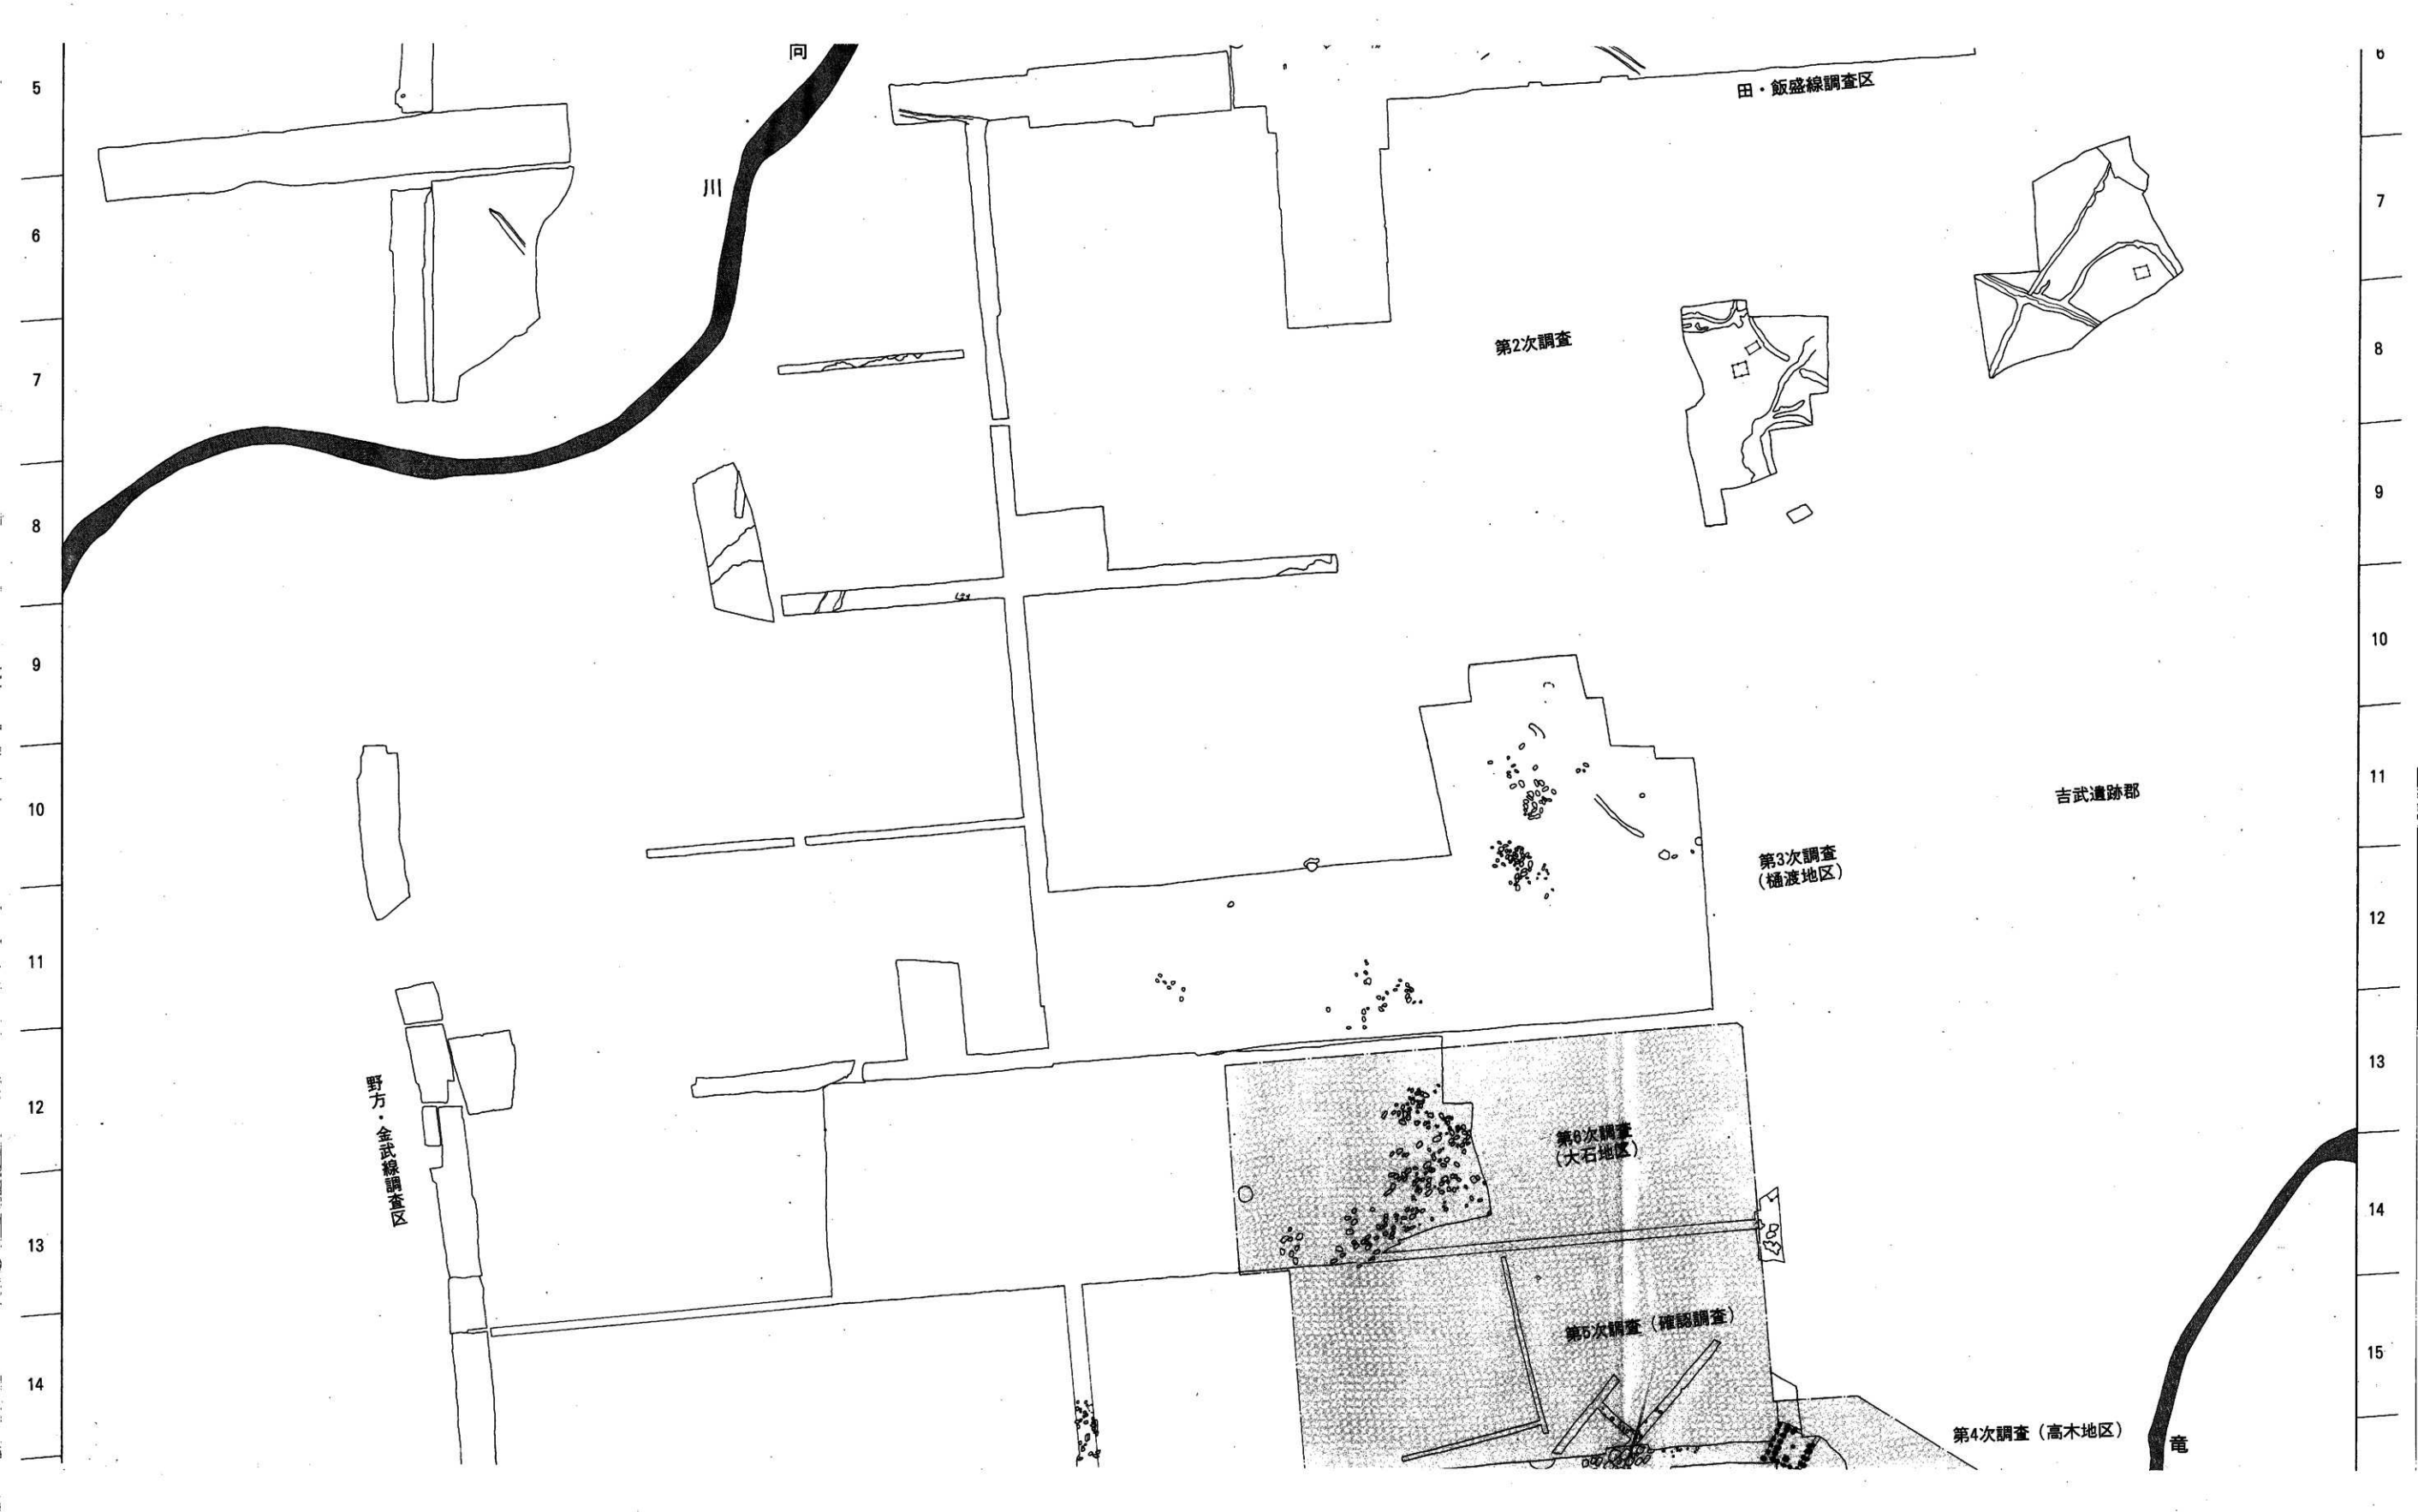 向
川
田・飯盛線調査区
第2次調査
吉武遺跡郡
第3次調査
(樋渡地区)
野方・金武線調査区
第6次調査
(大石地区)
第5次調査(確認調査)
第4次調査(高木地区)
竜
5
6
7
8
9
10
11
12
13
14
6
7
8
9
10
11
12
13
14
15